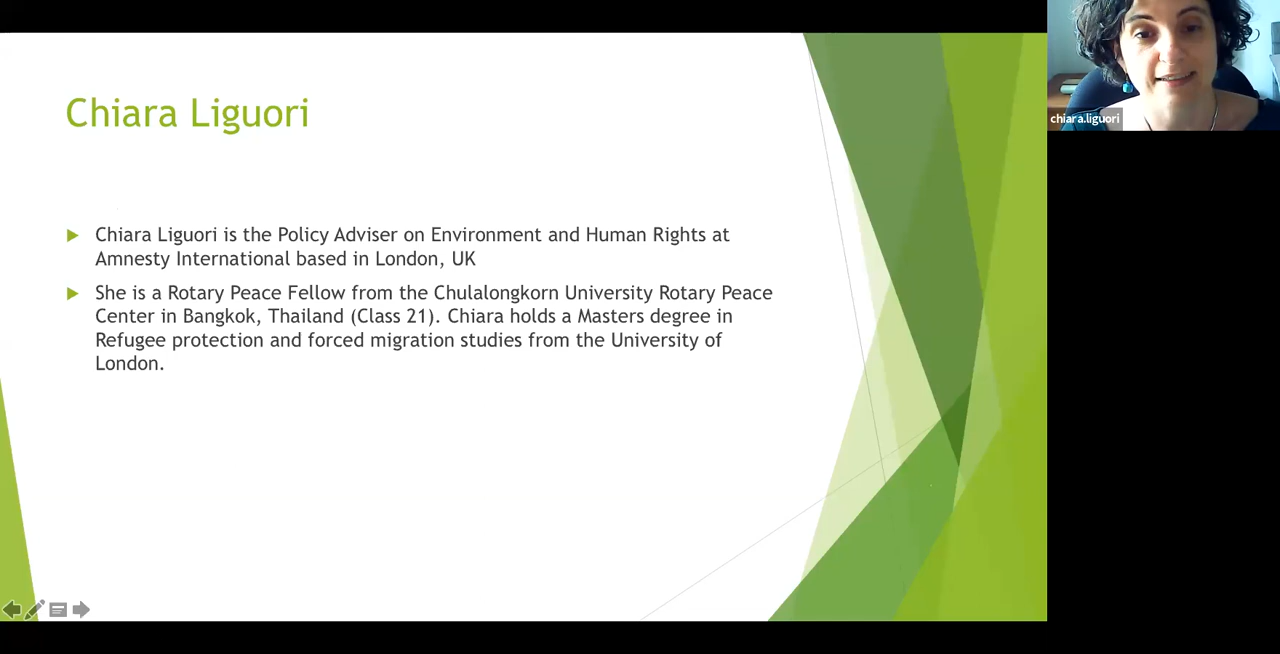 Chiara Liguori
chiara.liguori
Chiara Liguori is the Policy Adviser on Environment and Human Rights at
Amnesty International based in London, UK
She is a Rotary Peace Fellow from the Chulalongkorn University Rotary Peace
Center in Bangkok, Thailand (Class 21). Chiara holds a Masters degree in
Refugee protection and forced migration studies from the University of
London.